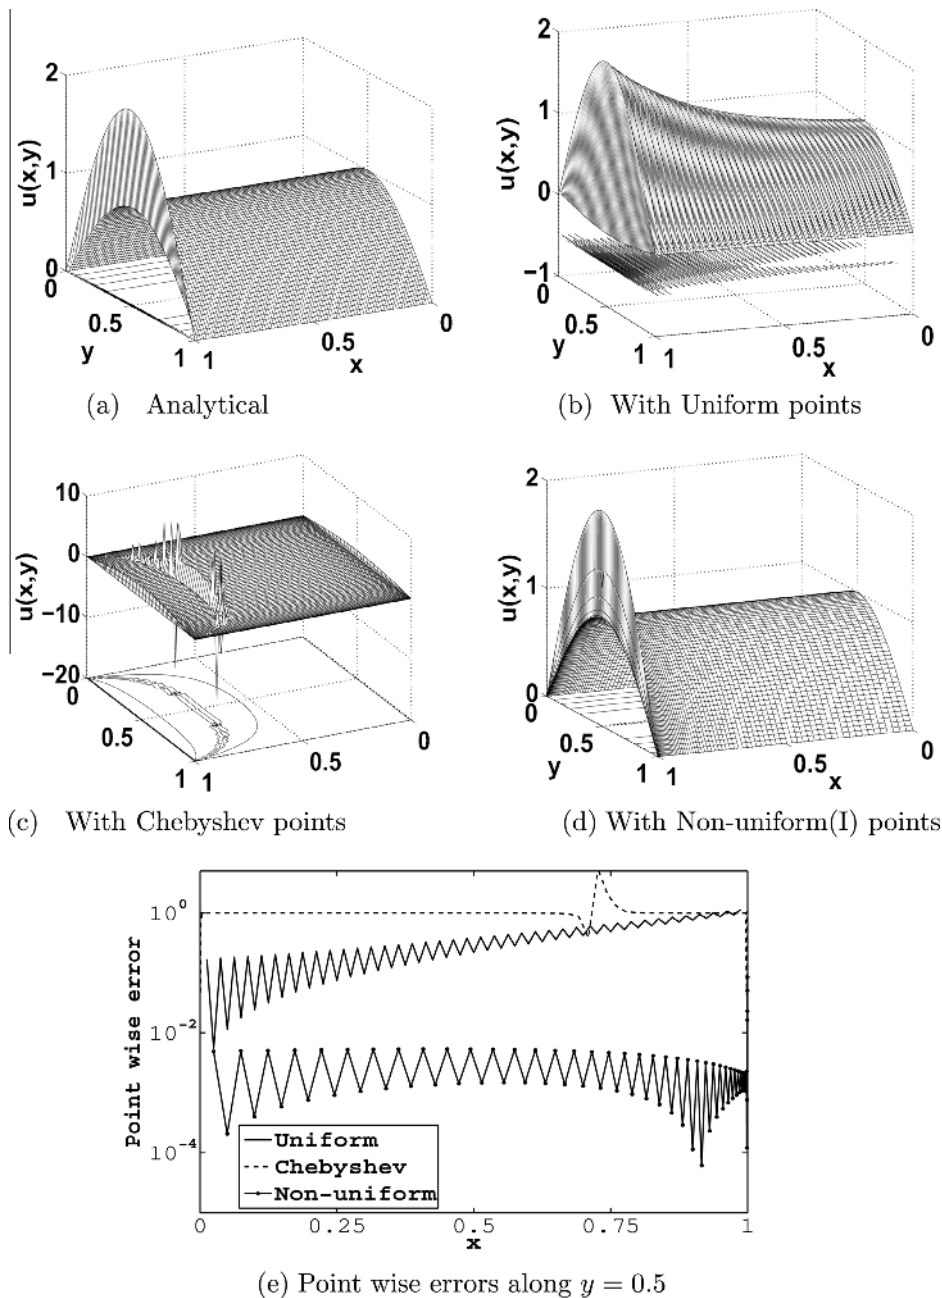 2
1
0
u(x,y)
0
0.5
1
y
1
0.5
0
x
(a) Analytical
2
1
0
−1
u(x,y)
0
0.5
1
y
1
0.5
0
x
(b) With Uniform points
10
0
−10
−20
u(x,y)
0
0.5
1
1
0.5
0
(c) With Chebyshev points
2
1
0
u(x,y)
0
0.5
1
y
1
0.5
0
x
(d) With Non-uniform(I) points
Point wise error
10^0
10^-2
10^-4
Uniform
Chebyshev
Non-uniform
0 0.25 0.5 0.75 1
x
(e) Point wise errors along y = 0.5